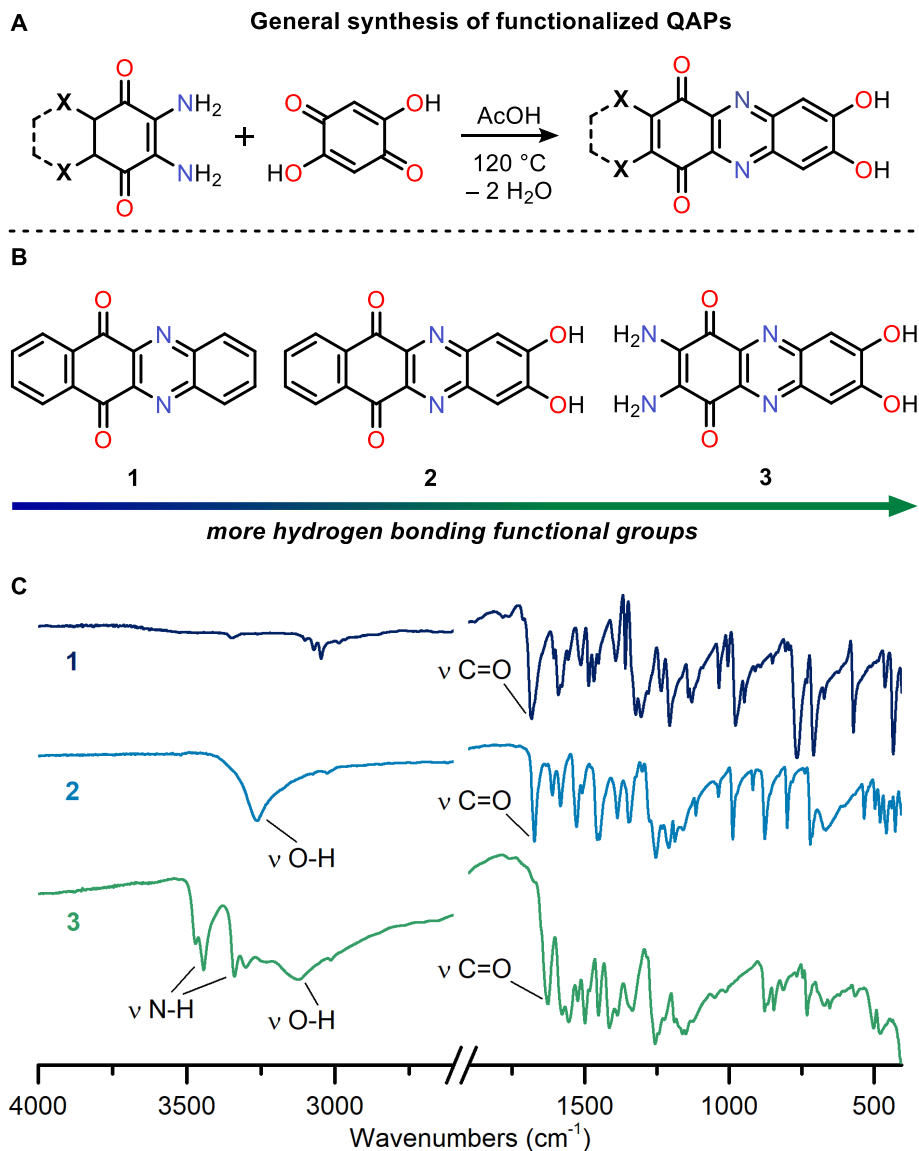 A
General synthesis of functionalized QAPs
O
X
NH₂
NH₂
X
O
+
O
OH
HO
O
AcOH
120 °C
– 2 H₂O
O
X
N
OH
X
N
OH
O
B
O
N
N
O
1
O
N
OH
N
OH
O
2
O
H₂N
N
OH
H₂N
N
OH
O
3
more hydrogen bonding functional groups
C
1
ν C=O
2
ν C=O
ν O-H
3
ν C=O
ν N-H
ν O-H
4000 3500 3000 1500 1000 500
Wavenumbers (cm⁻¹)